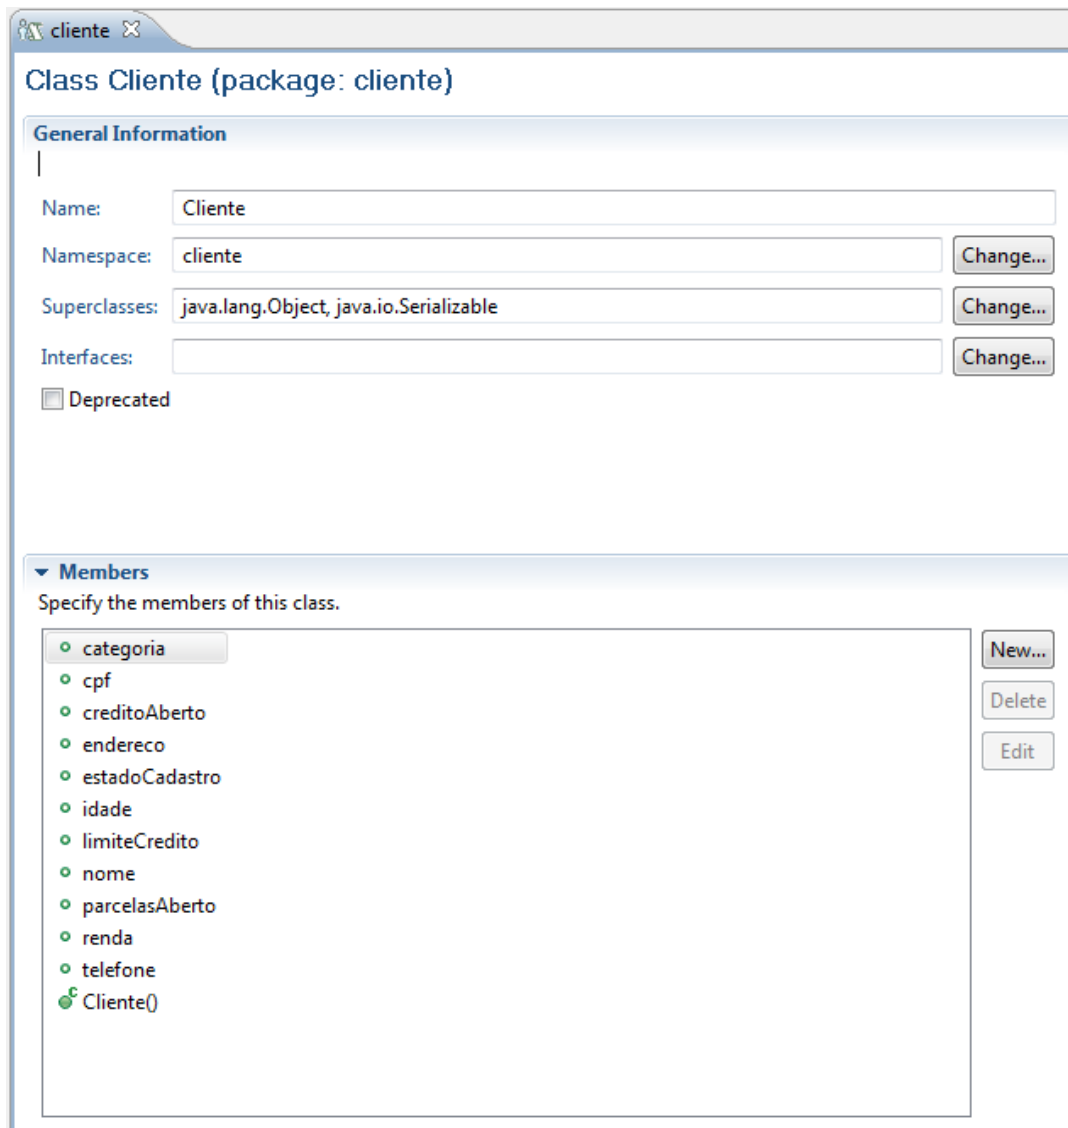 cliente
Class Cliente (package: cliente)
General Information
Name: Cliente
Namespace: cliente Change...
Superclasses: java.lang.Object, java.io.Serializable Change...
Interfaces: Change...
Deprecated
Members
Specify the members of this class.
categoria New...
cpf
creditoAberto Delete
endereco Edit
estadoCadastro
idade
limiteCredito
nome
parcelasAberto
renda
telefone
Cliente()